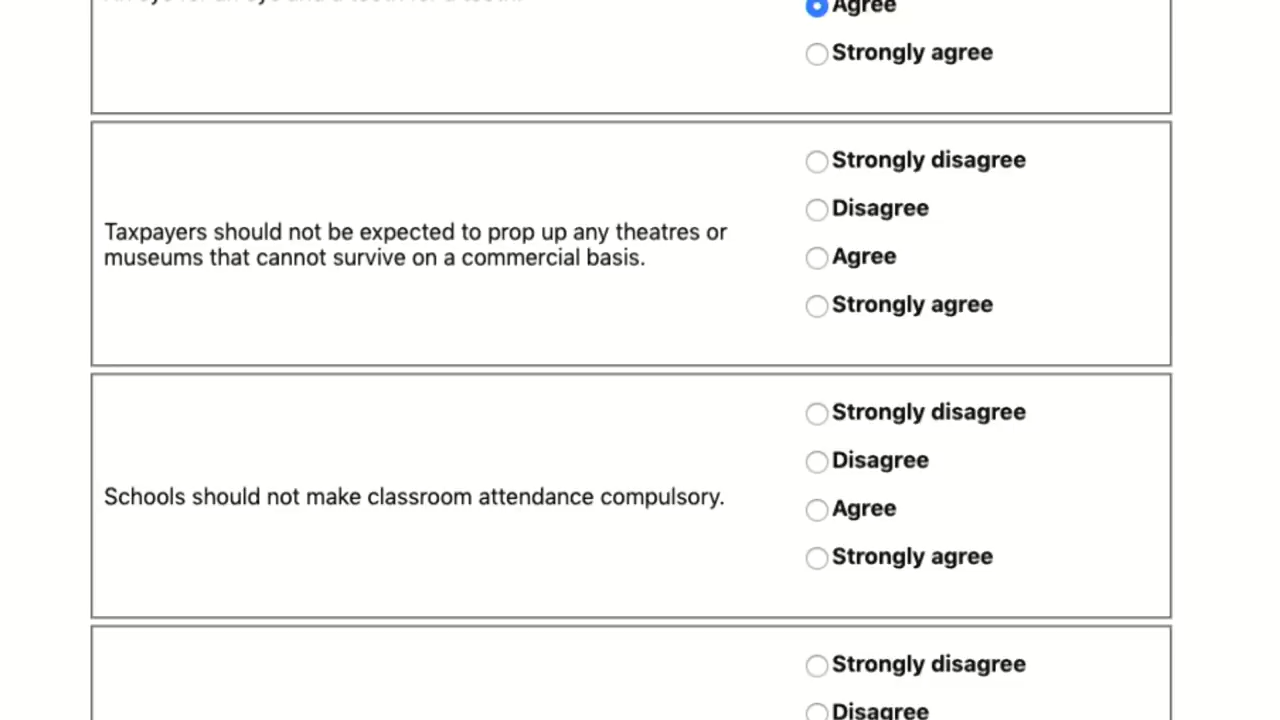 Agree
Strongly agree
Strongly disagree
Disagree
Taxpayers should not be expected to prop up any theatres or
museums that cannot survive on a commercial basis.
Agree
Strongly agree
Strongly disagree
Disagree
Schools should not make classroom attendance compulsory.
Agree
Strongly agree
Strongly disagree
Disagree